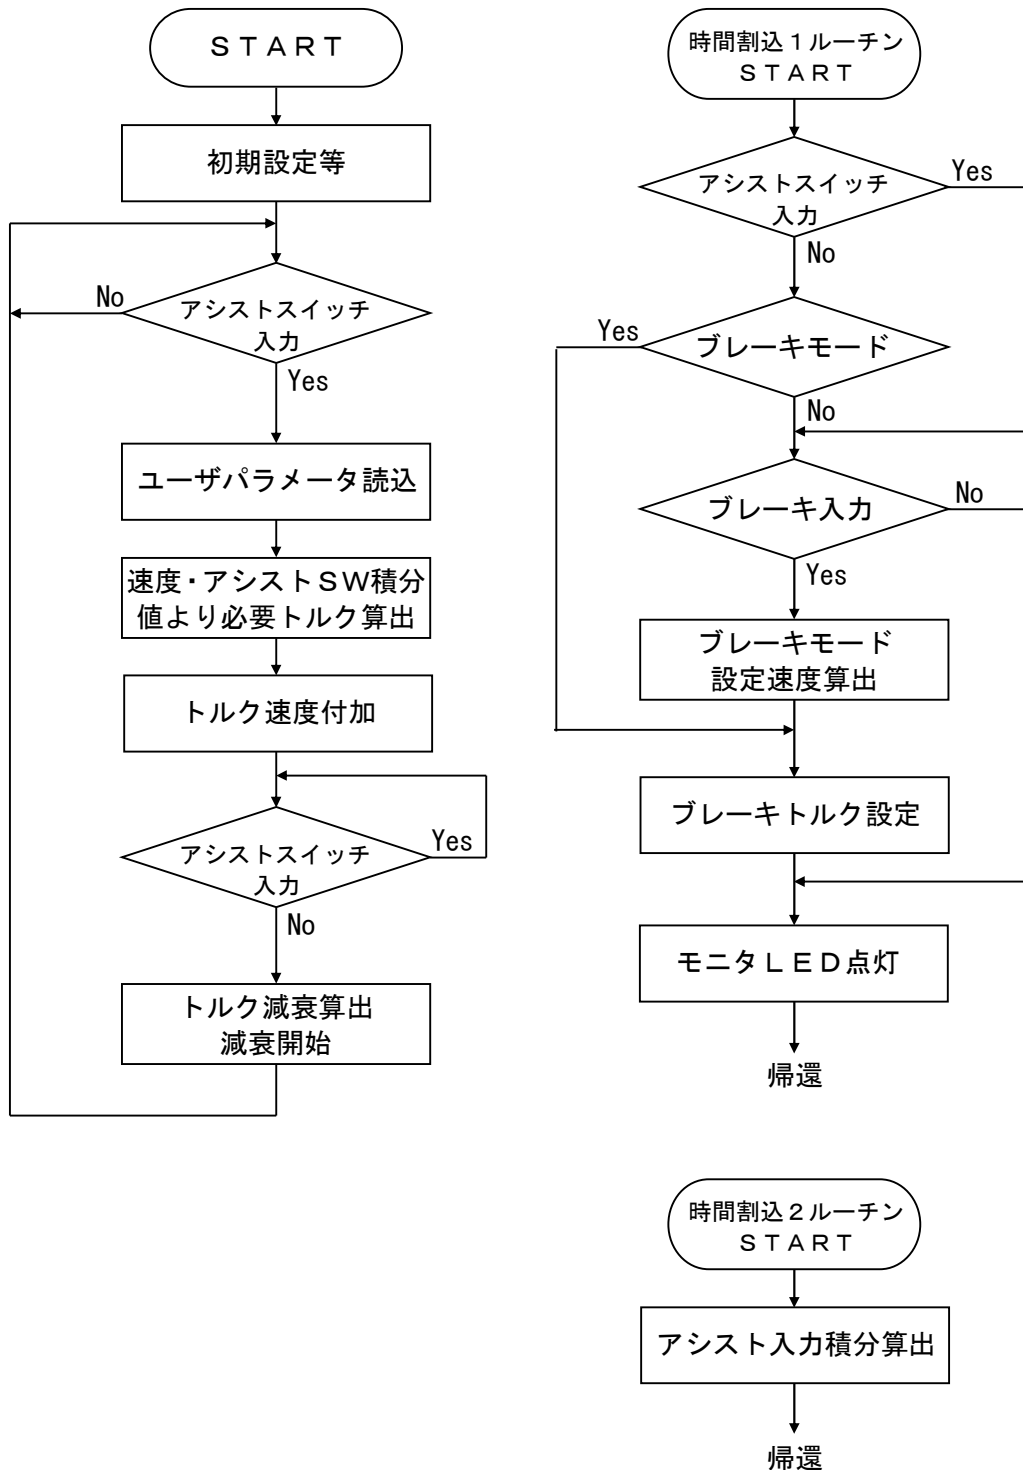 ＳＴＡＲＴ
初期設定等
No
アシストスイッチ
入力
Yes
ユーザパラメータ読込
速度・アシストＳＷ積分
値より必要トルク算出
トルク速度付加
アシストスイッチ
入力
Yes
No
トルク減衰算出
減衰開始
時間割込１ルーチン
ＳＴＡＲＴ
アシストスイッチ
入力
Yes
No
Yes
ブレーキモード
No
ブレーキ入力
No
Yes
ブレーキモード
設定速度算出
ブレーキトルク設定
モニタＬＥＤ点灯
帰還
時間割込２ルーチン
ＳＴＡＲＴ
アシスト入力積分算出
帰還